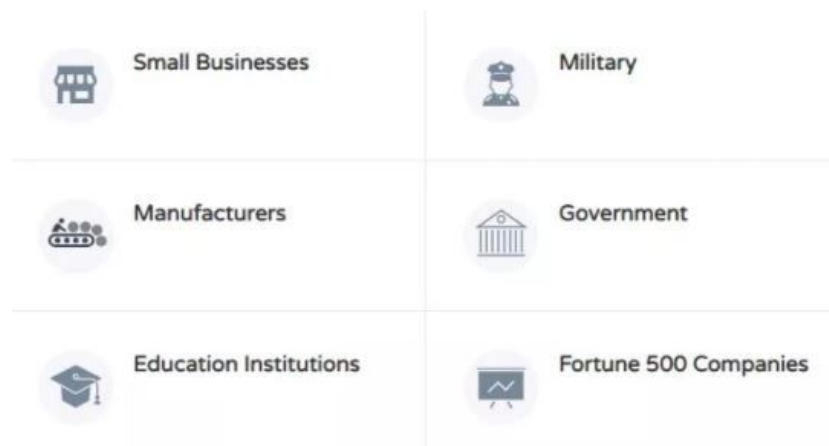 Small Businesses
Military
Manufacturers
Government
Education Institutions
Fortune 500 Companies